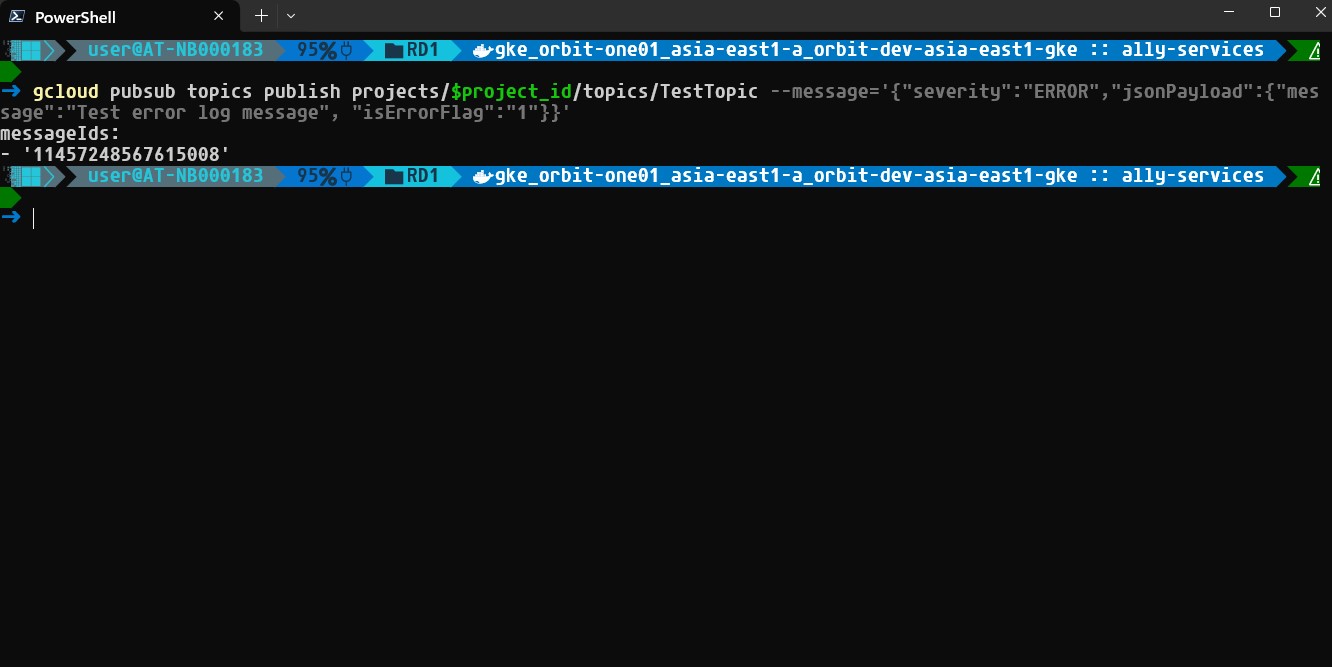 PowerShell
user@AT-NB000183 95% RD1 gke_orbit-one01_asia-east1-a_orbit-dev-asia-east1-gke :: ally-services
gcloud pubsub topics publish projects/$project_id/topics/TestTopic --message='{"severity":"ERROR","jsonPayload":{"mes
sage":"Test error log message", "isErrorFlag":"1"}}'
messageIds:
- '11457248567615008'
user@AT-NB000183 95% RD1 gke_orbit-one01_asia-east1-a_orbit-dev-asia-east1-gke :: ally-services